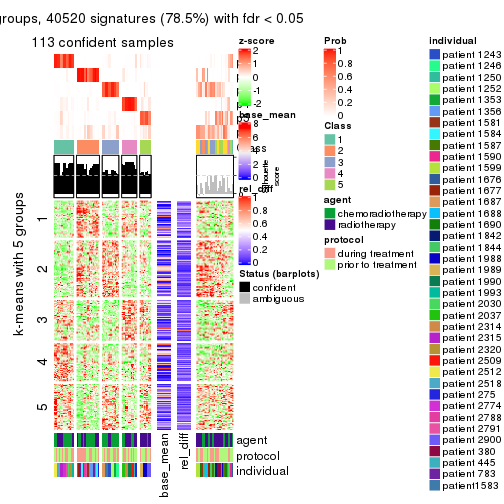 groups, 40520 signatures (78.5%) with fdr < 0.05
113 confident samples
k-means with 5 groups
1
2
3
4
5
base_mean
rel_diff
agent
protocol
individual
z-score
2
1
0
-1
-2
base_mean
8
6
4
2
0
rel_diff
1
0.8
0.6
0.4
0.2
0
Status (barplots)
confident
ambiguous
silhouette
score
Prob
1
0.8
0.6
0.4
0.2
0
Class
1
2
3
4
5
agent
chemoradiotherapy
radiotherapy
protocol
during treatment
prior to treatment
individual
patient 1243
patient 1246
patient 1250
patient 1252
patient 1353
patient 1356
patient 1581
patient 1584
patient 1587
patient 1590
patient 1599
patient 1676
patient 1677
patient 1687
patient 1688
patient 1690
patient 1842
patient 1844
patient 1988
patient 1989
patient 1990
patient 1993
patient 2030
patient 2037
patient 2314
patient 2315
patient 2320
patient 2509
patient 2512
patient 2518
patient 275
patient 2774
patient 2788
patient 2791
patient 2900
patient 380
patient 445
patient 783
patient1583